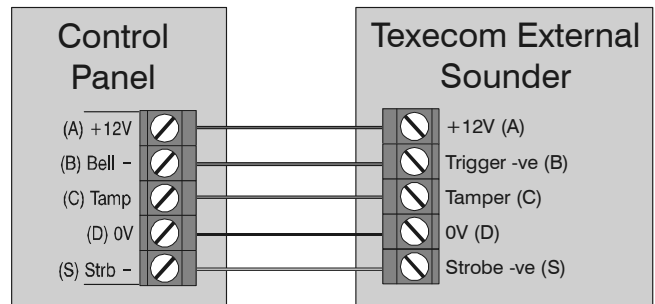 Control
Panel
(A) +12V
(B) Bell –
(C) Tamp
(D) 0V
(S) Strb –
Texecom External
Sounder
+12V (A)
Trigger -ve (B)
Tamper (C)
0V (D)
Strobe -ve (S)